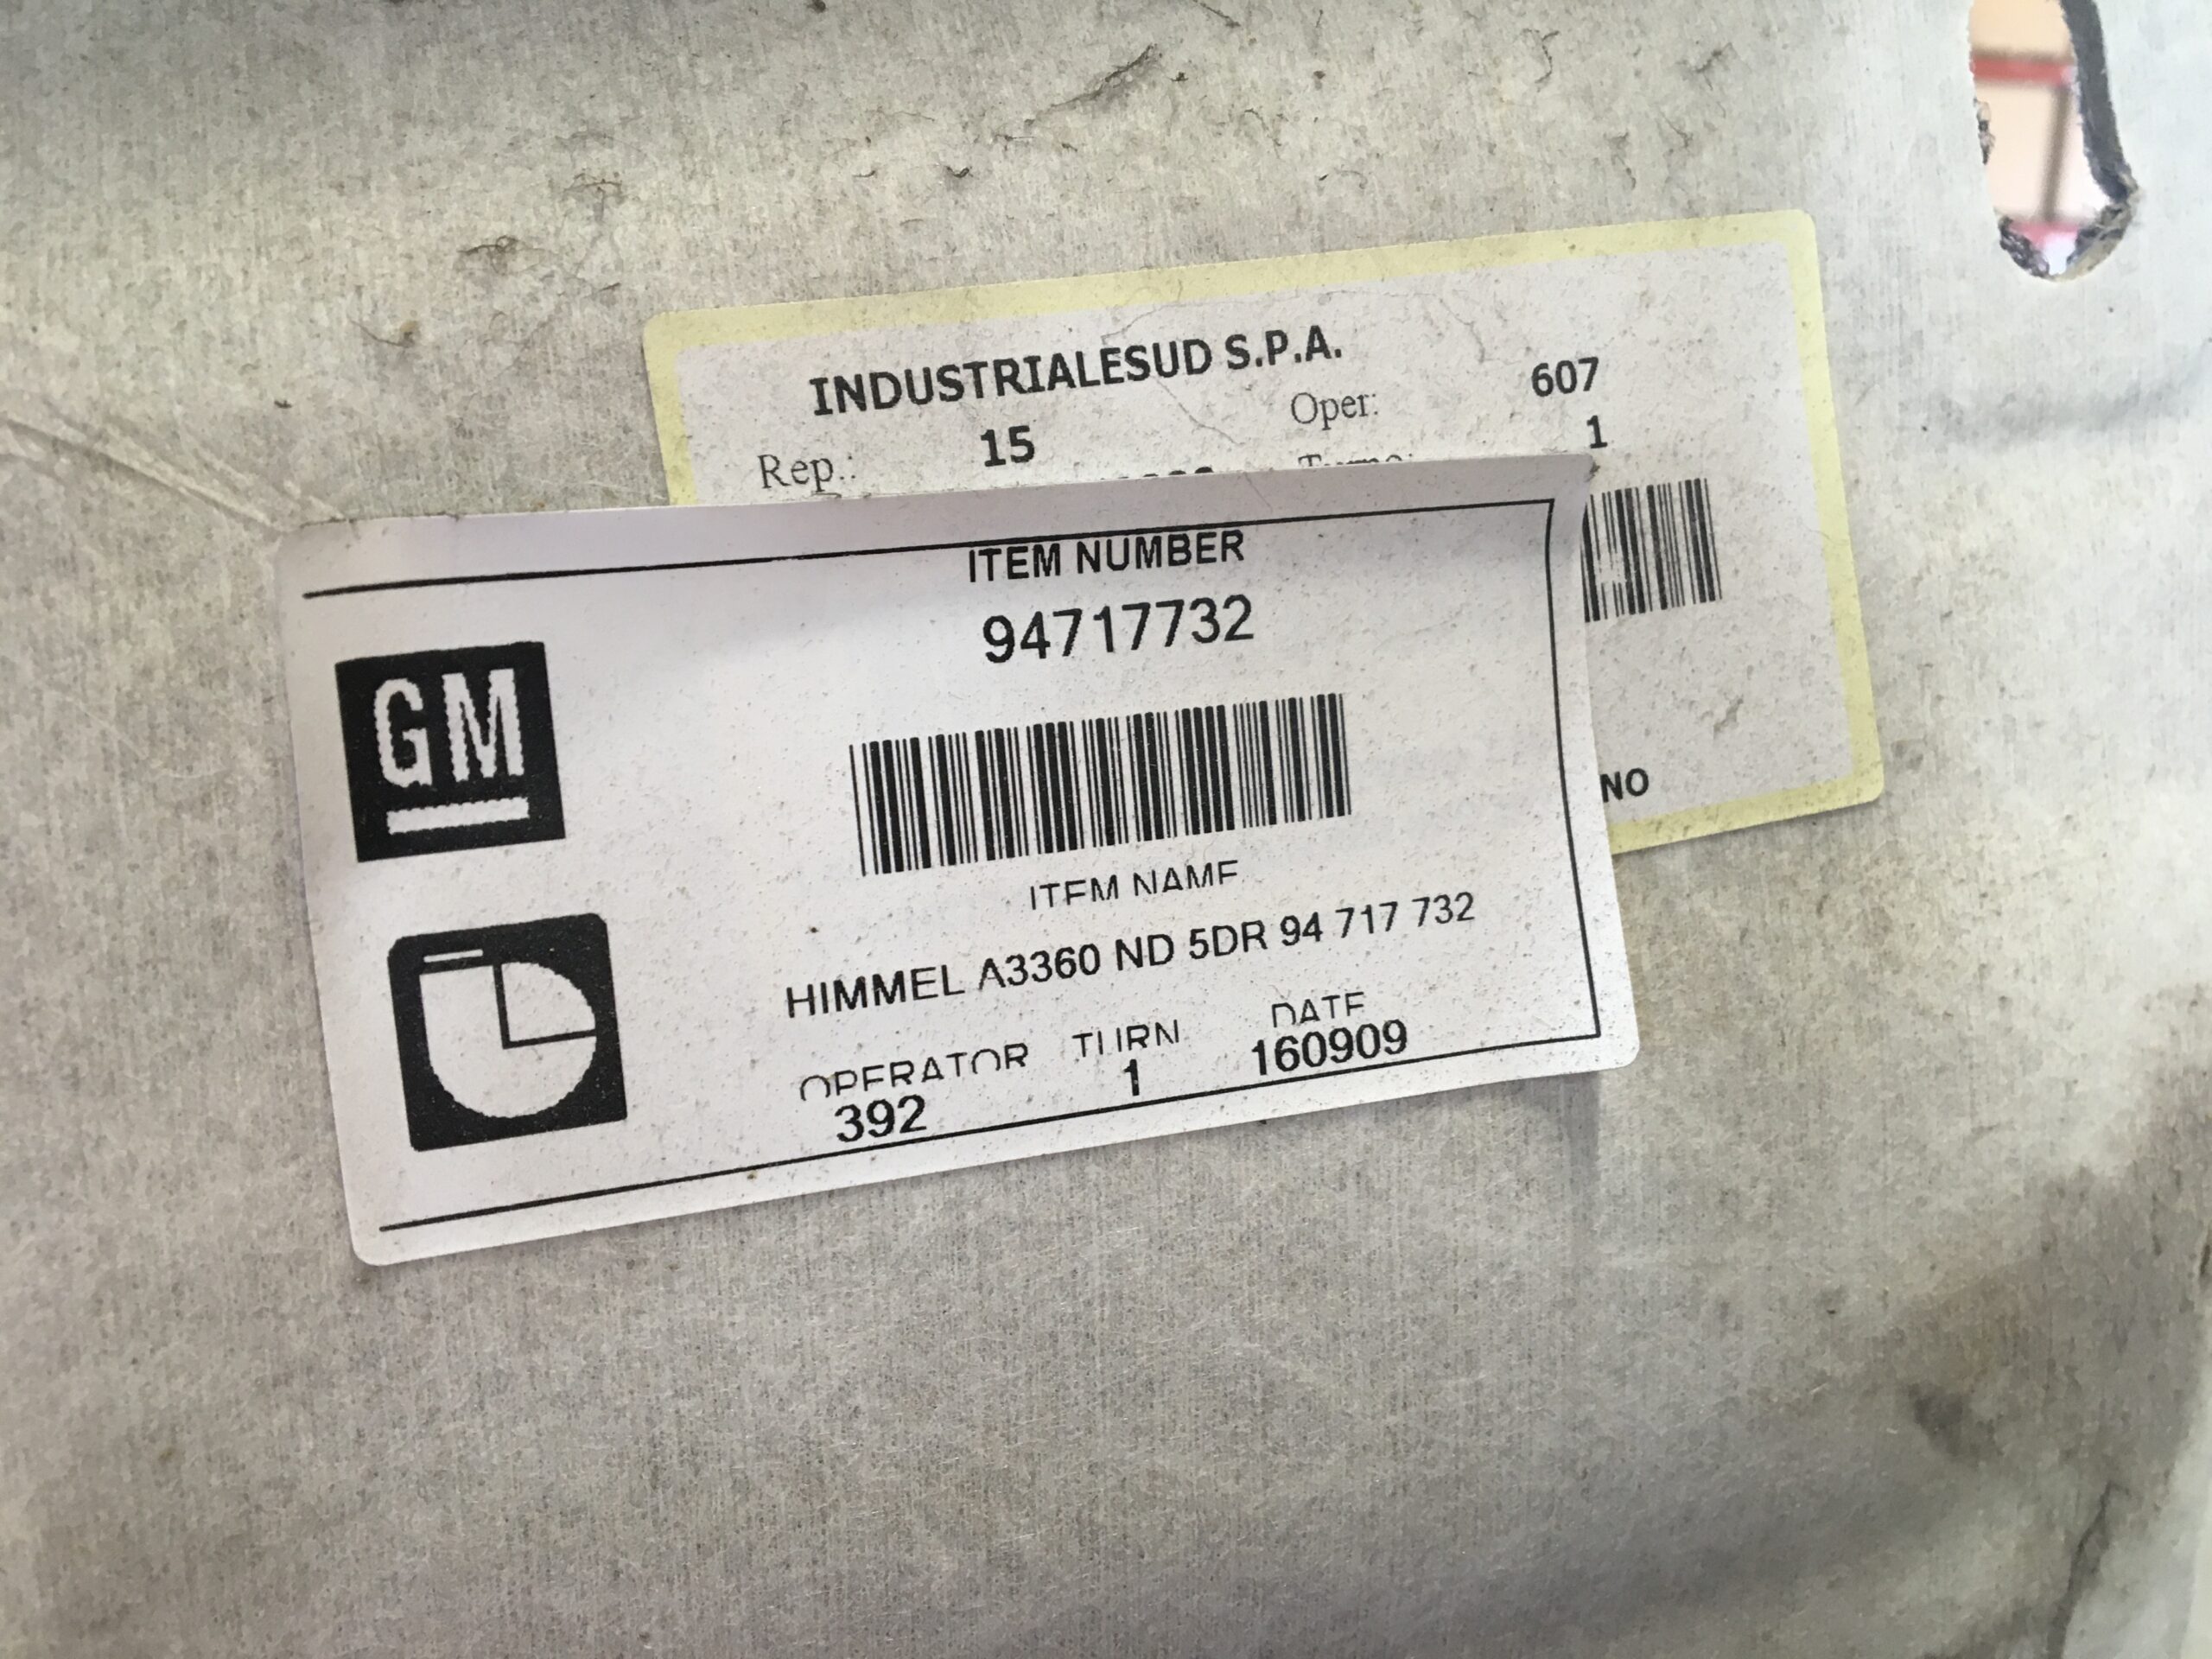 INDUSTRIALESUD S.P.A.
Rep.: 15 Oper: 607
1
NO
ITEM NUMBER
94717732
GM
ITEM NAME
HIMMEL A3360 ND 5DR 94 717 732
OPERATOR TURN DATE
392 1 160909